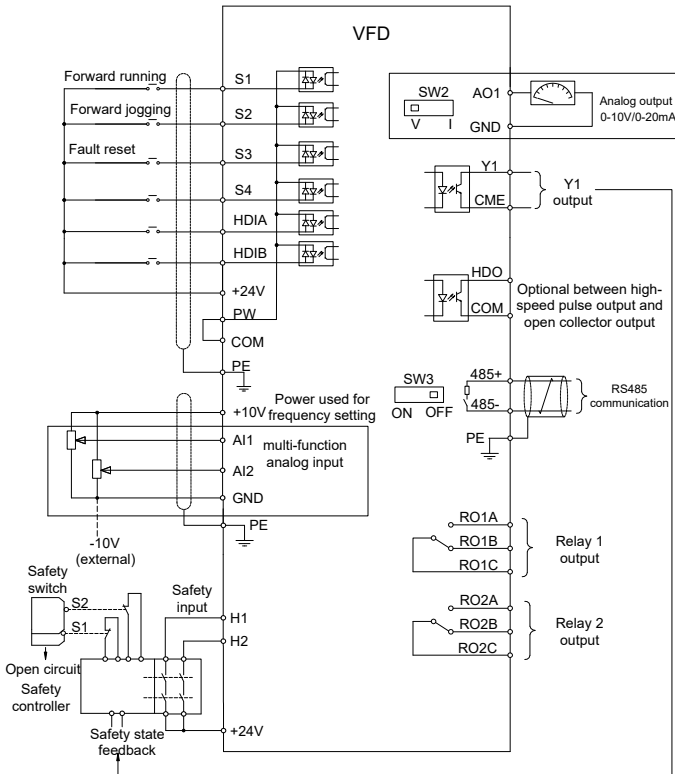 VFD
Forward running
S1
Forward jogging
S2
Fault reset
S3
S4
HDIA
HDIB
+24V
PW
COM
PE
Power used for
frequency setting
+10V
AI1
multi-function
analog input
AI2
GND
PE
-10V
(external)
Safety
switch
S2
S1
Open circuit
Safety
controller
Safety
input
H1
H2
+24V
Safety state
feedback
SW2
V I
AO1
GND
Analog output
0-10V/0-20mA
Y1
CME
Y1
output
HDO
COM
Optional between high-
speed pulse output and
open collector output
SW3
ON OFF
485+
485-
PE
RS485
communication
RO1A
RO1B
RO1C
Relay 1
output
RO2A
RO2B
RO2C
Relay 2
output